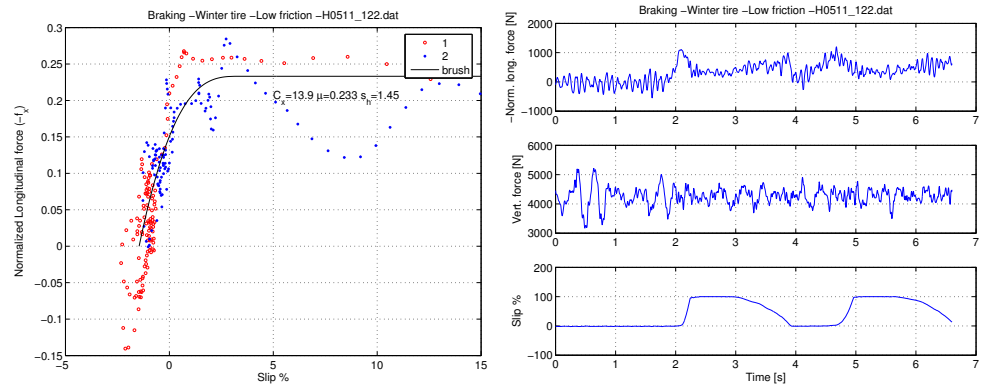 Braking −Winter tire −Low friction −H0511_122.dat
0.3
0.25
0.2
0.15
0.1
0.05
0
−0.05
−0.1
−0.15
Normalized Longitudinal force (−f_x)
1
2
brush
C_x=13.9 μ=0.233 s_h=1.45
−5 0 5 10 15
Slip %
Braking −Winter tire −Low friction −H0511_122.dat
−Norm. long. force [N]
2000
1000
0
−1000
0 1 2 3 4 5 6 7
Vert. force [N]
6000
5000
4000
3000
0 1 2 3 4 5 6 7
Slip %
200
100
0
−100
0 1 2 3 4 5 6 7
Time [s]